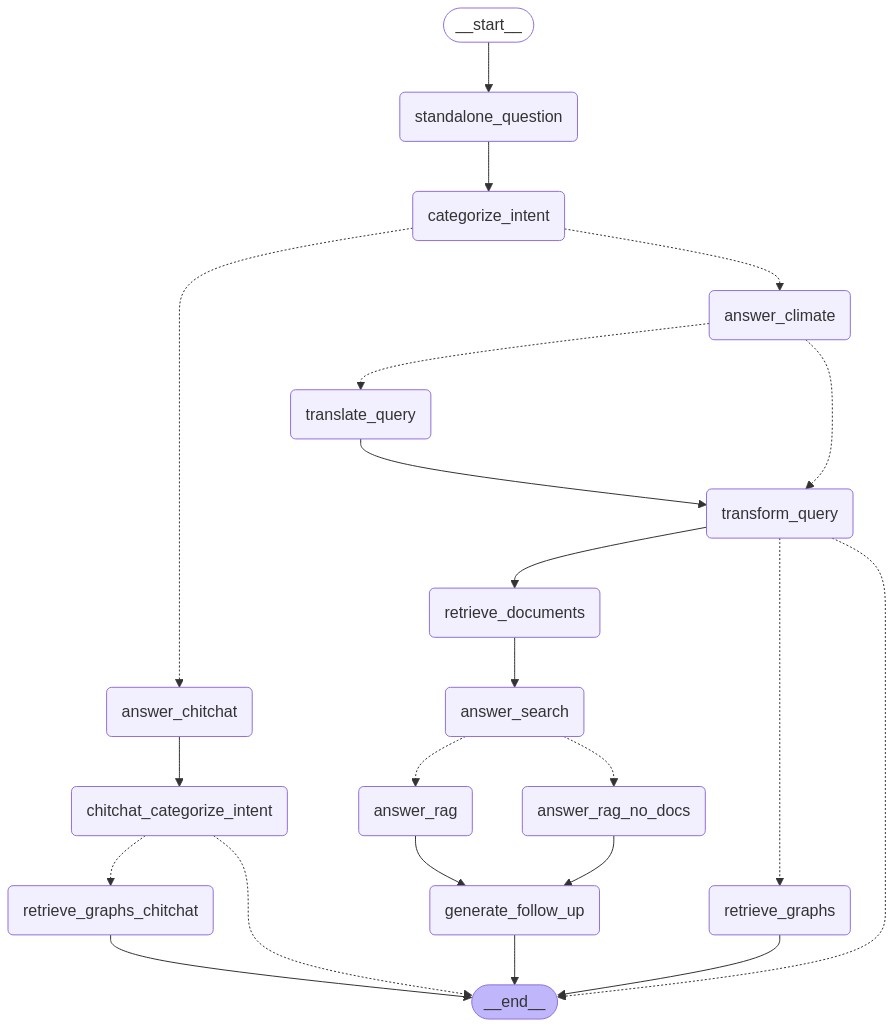 __start__
standalone_question
categorize_intent
answer_climate
translate_query
transform_query
retrieve_documents
answer_chitchat
answer_search
chitchat_categorize_intent
answer_rag
answer_rag_no_docs
retrieve_graphs_chitchat
generate_follow_up
retrieve_graphs
__end__